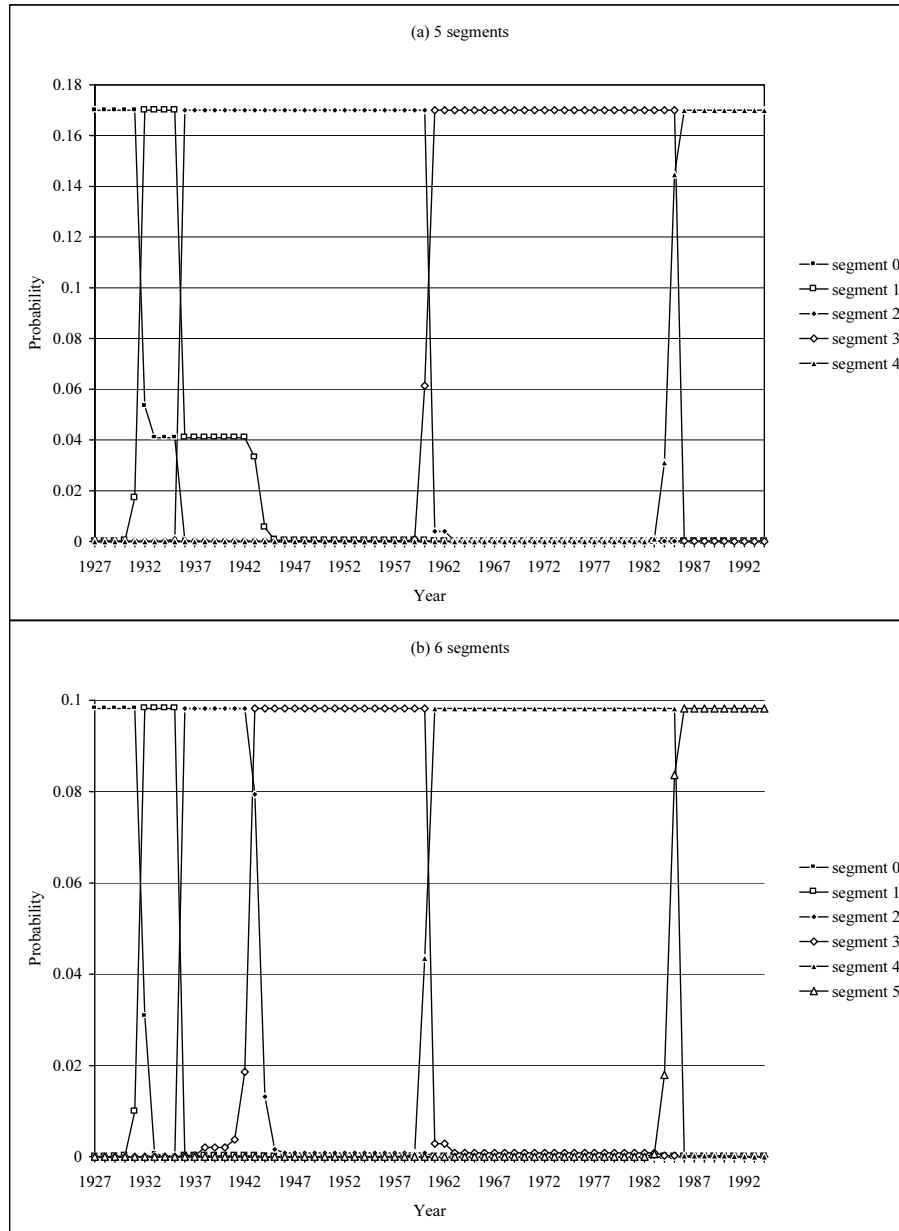 (a) 5 segments
0.18
0.16
0.14
0.12
0.1
0.08
0.06
0.04
0.02
0
Probability
1927 1932 1937 1942 1947 1952 1957 1962 1967 1972 1977 1982 1987 1992
Year
segment 0
segment 1
segment 2
segment 3
segment 4
(b) 6 segments
0.1
0.08
0.06
0.04
0.02
0
Probability
1927 1932 1937 1942 1947 1952 1957 1962 1967 1972 1977 1982 1987 1992
Year
segment 0
segment 1
segment 2
segment 3
segment 4
segment 5